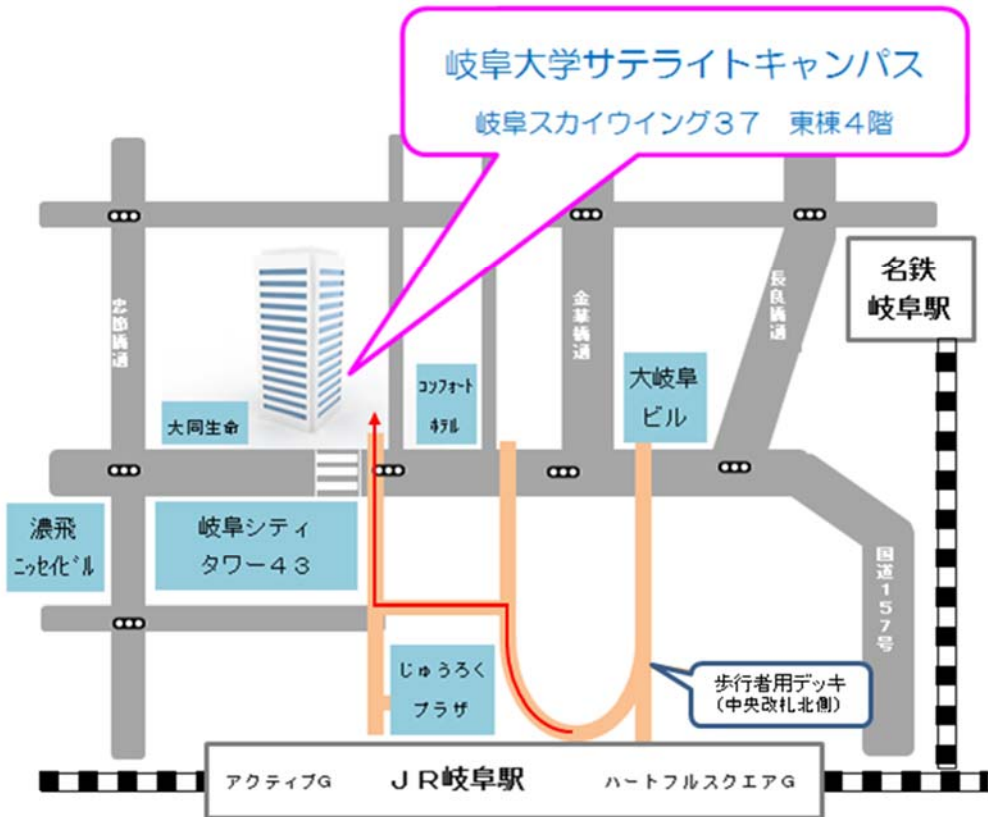 岐阜大学サテライトキャンパス
岐阜スカイウイング37 東棟4階
名鉄
岐阜駅
忠節橋通
金華橋通
長良橋通
コンフォート
ホテル
大岐阜
ビル
大同生命
濃飛
ニッセイビル
岐阜シティ
タワー43
国道157号
じゅうろく
プラザ
歩行者用デッキ
(中央改札北側)
アクティブG
JR岐阜駅
ハートフルスクエアG